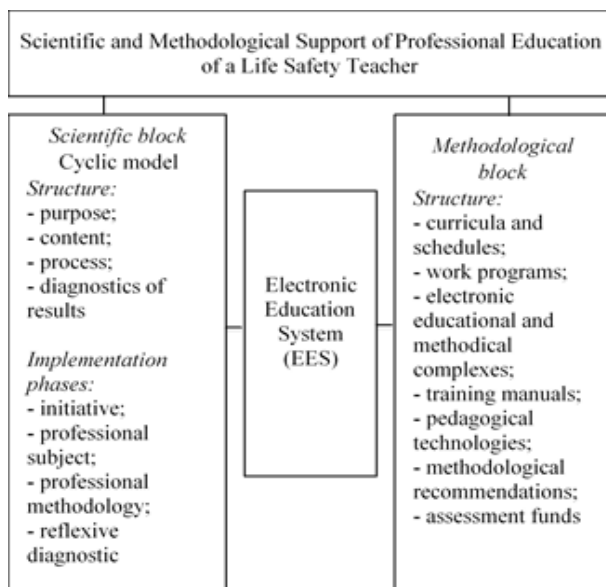 Scientific and Methodological Support of Professional Education
of a Life Safety Teacher
Scientific block
Cyclic model
Structure:
- purpose;
- content;
- process;
- diagnostics of
results
Implementation
phases:
- initiative;
- professional
subject;
- professional
methodology;
- reflexive
diagnostic
Electronic
Education
System
(EES)
Methodological
block
Structure:
- curricula and
schedules;
- work programs;
- electronic
educational and
methodical
complexes;
- training manuals;
- pedagogical
technologies;
- methodological
recommendations;
- assessment funds